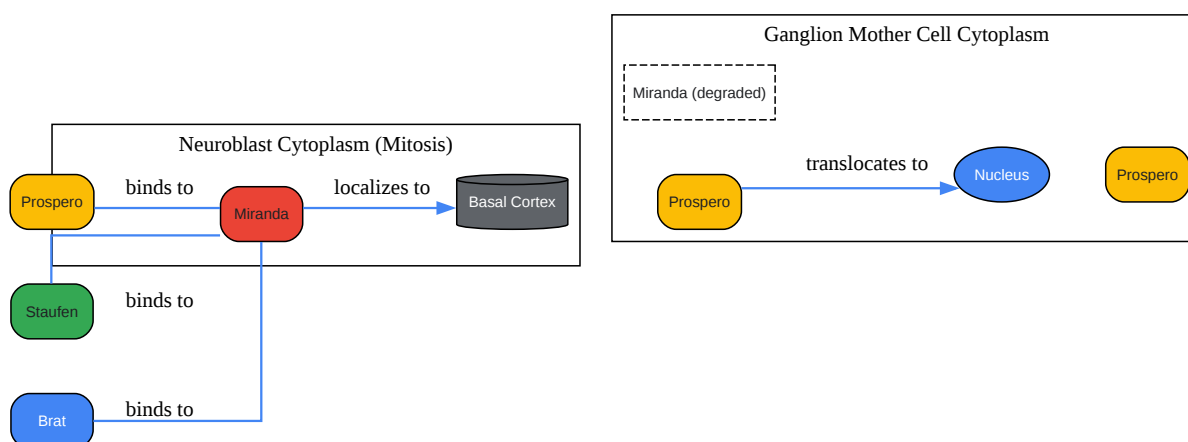 Neuroblast Cytoplasm (Mitosis)
Prospero
binds to
Miranda
localizes to
Basal Cortex
Staufen
binds to
Brat
binds to
Ganglion Mother Cell Cytoplasm
Miranda (degraded)
Prospero
translocates to
Nucleus
Prospero